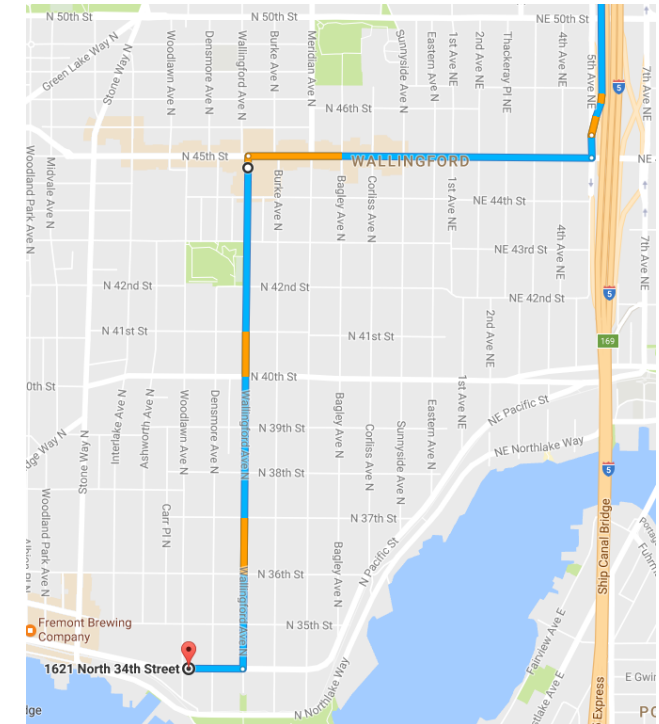 N 50th St
N 50th St
NE 50th St
Green Lake Way N
Stone Way N
Woodlawn Ave N
Densmore Ave N
Wallingford Ave N
Burke Ave N
Meridian Ave N
Sunnyside Ave N
Eastern Ave N
1st Ave NE
2nd Ave NE
Thackeray Pl NE
4th Ave NE
5th Ave NE
7th Ave NE
5
N 46th St
N 45th St
WALLINGFORD
NE
Woodland Park Ave N
Midvale Ave N
Burke Ave N
Bagley Ave N
Corliss Ave N
1st Ave NE
NE 44th St
NE 43rd St
4th Ave NE
7th Ave NE
N 42nd St
N 42nd St
NE 42nd St
5
N 41st St
N 41st St
2nd Ave NE
169
0th St
N 40th St
Interlake Ave N
Ashworth Ave N
Woodlawn Ave N
Densmore Ave N
Wallingford Ave N
Bagley Ave N
Corliss Ave N
Sunnyside Ave N
Eastern Ave N
1st Ave NE
NE Pacific St
NE Northlake Way
N 39th St
N 38th St
5
Stone Way N
Woodland Park Ave N
Carr Pl N
N 37th St
N Pacific St
Ship Canal Bridge
N 36th St
Wallingford Ave N
Bagley Ave N
N 35th St
Fremont Brewing
Company
1621 North 34th Street
N Northlake Way
Fairview Ave E
E Gwin
Express